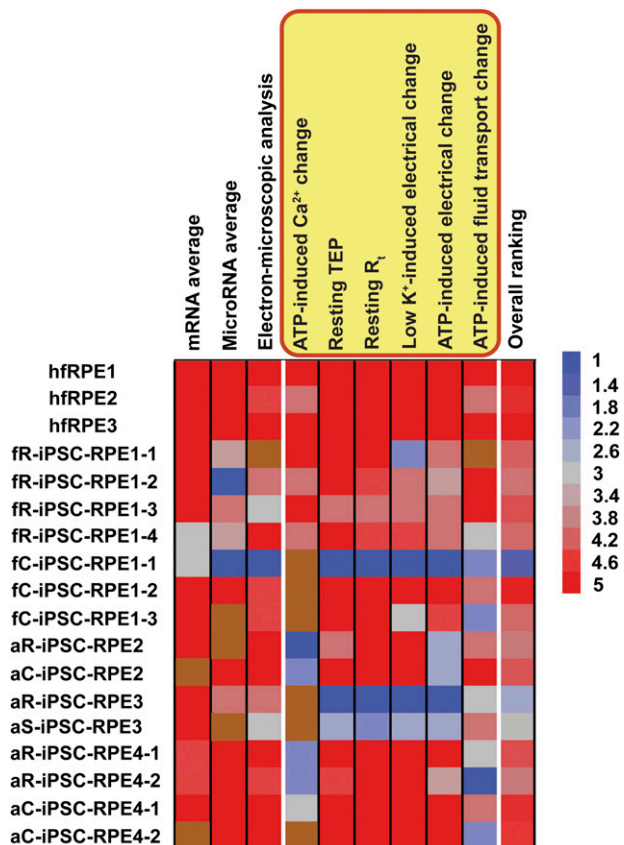 mRNA average
MicroRNA average
Electron-microscopic analysis
ATP-induced Ca²⁺ change
Resting TEP
Resting Rₜ
Low K⁺-induced electrical change
ATP-induced electrical change
ATP-induced fluid transport change
Overall ranking
hfRPE1
hfRPE2
hfRPE3
fR-iPSC-RPE1-1
fR-iPSC-RPE1-2
fR-iPSC-RPE1-3
fR-iPSC-RPE1-4
fC-iPSC-RPE1-1
fC-iPSC-RPE1-2
fC-iPSC-RPE1-3
aR-iPSC-RPE2
aC-iPSC-RPE2
aR-iPSC-RPE3
aS-iPSC-RPE3
aR-iPSC-RPE4-1
aR-iPSC-RPE4-2
aC-iPSC-RPE4-1
aC-iPSC-RPE4-2
1
1.4
1.8
2.2
2.6
3
3.4
3.8
4.2
4.6
5